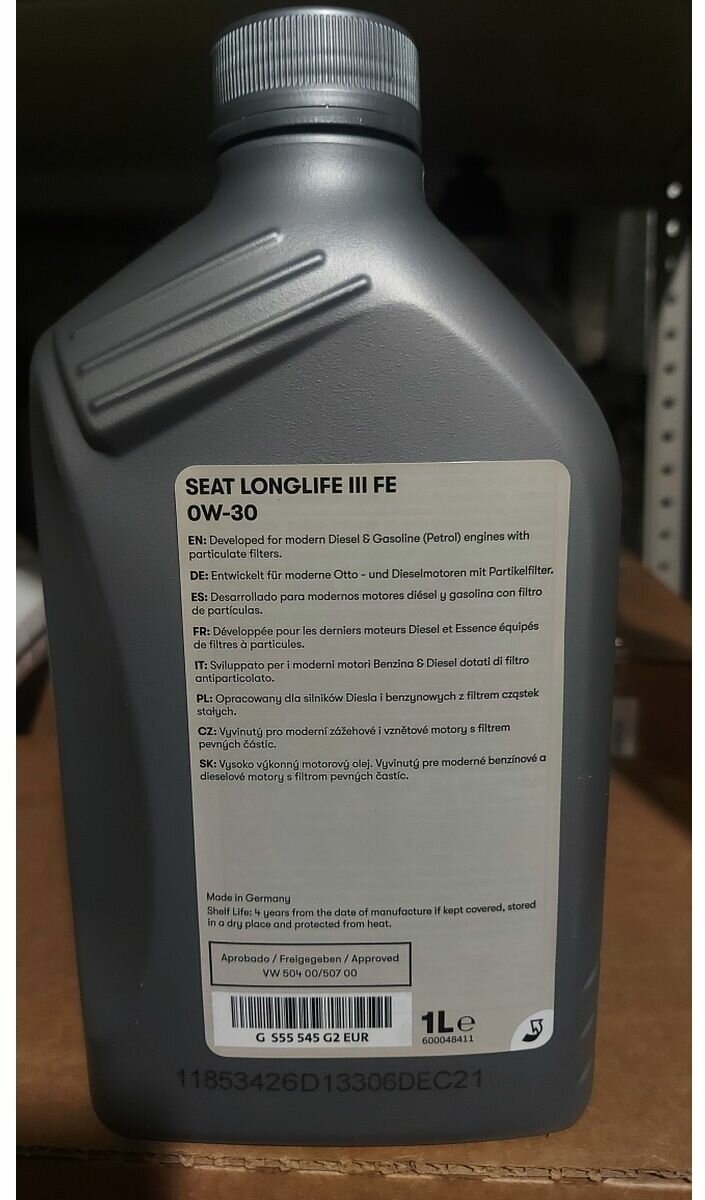 SEAT LONGLIFE III FE
0W-30
EN: Developed for modern Diesel & Gasoline (Petrol) engines with
particulate filters.
DE: Entwickelt für moderne Otto - und Dieselmotoren mit Partikelfilter.
ES: Desarrollado para modernos motores diésel y gasolina con filtro
de partículas.
FR: Développée pour les derniers moteurs Diesel et Essence équipés
de filtres à particules.
IT: Sviluppato per i moderni motori Benzina & Diesel dotati di filtro
antiparticolato.
PL: Opracowany dla silników Diesla i benzynowych z filtrem cząstek
stałych.
CZ: Vyvinutý pro moderní zážehové i vznětové motory s filtrem
pevných částic.
SK: Vysoko výkonný motorový olej. Vyvinutý pre moderné benzínové a
dieselové motory s filtrom pevných častíc.
Made in Germany
Shelf Life: 4 years from the date of manufacture if kept covered, stored
in a dry place and protected from heat.
Aprobado / Freigegeben / Approved
VW 504 00/507 00
G S55 545 G2 EUR
1L e
600048411
11853426D13306DEC21